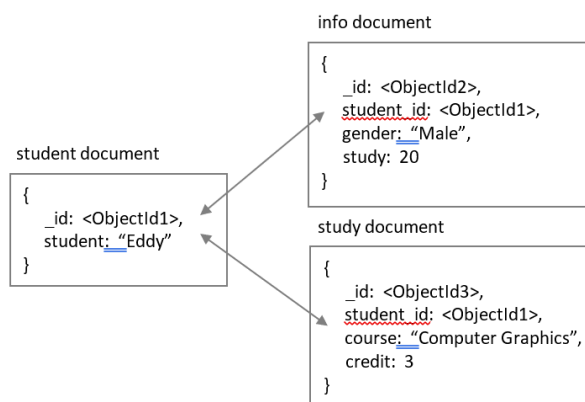 info document
{
_id: <ObjectId2>,
student_id: <ObjectId1>,
gender: “Male”,
study: 20
}
student document
{
_id: <ObjectId1>,
student: “Eddy”
}
study document
{
_id: <ObjectId3>,
student_id: <ObjectId1>,
course: “Computer Graphics”,
credit: 3
}